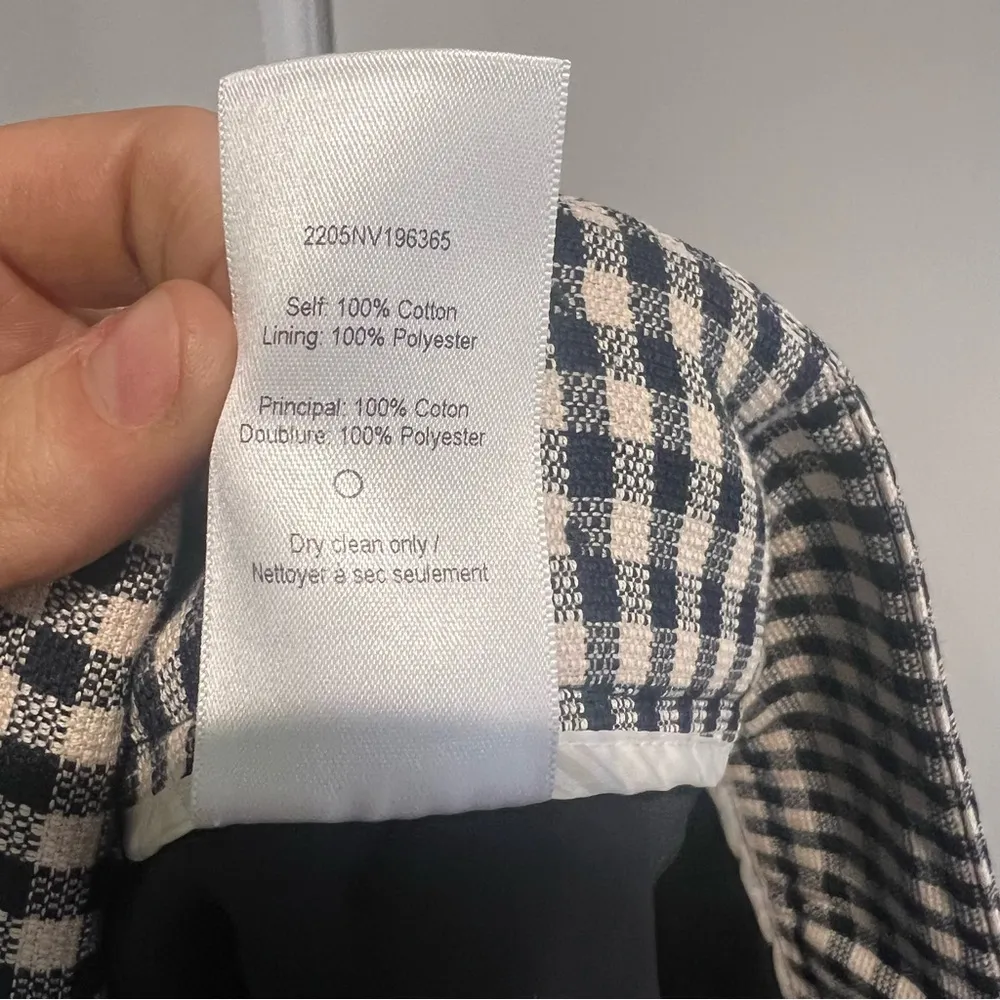 2205NV196365
Self: 100% Cotton
Lining: 100% Polyester
Principal: 100% Coton
Doublure: 100% Polyester
Dry clean only /
Nettoyer à sec seulement